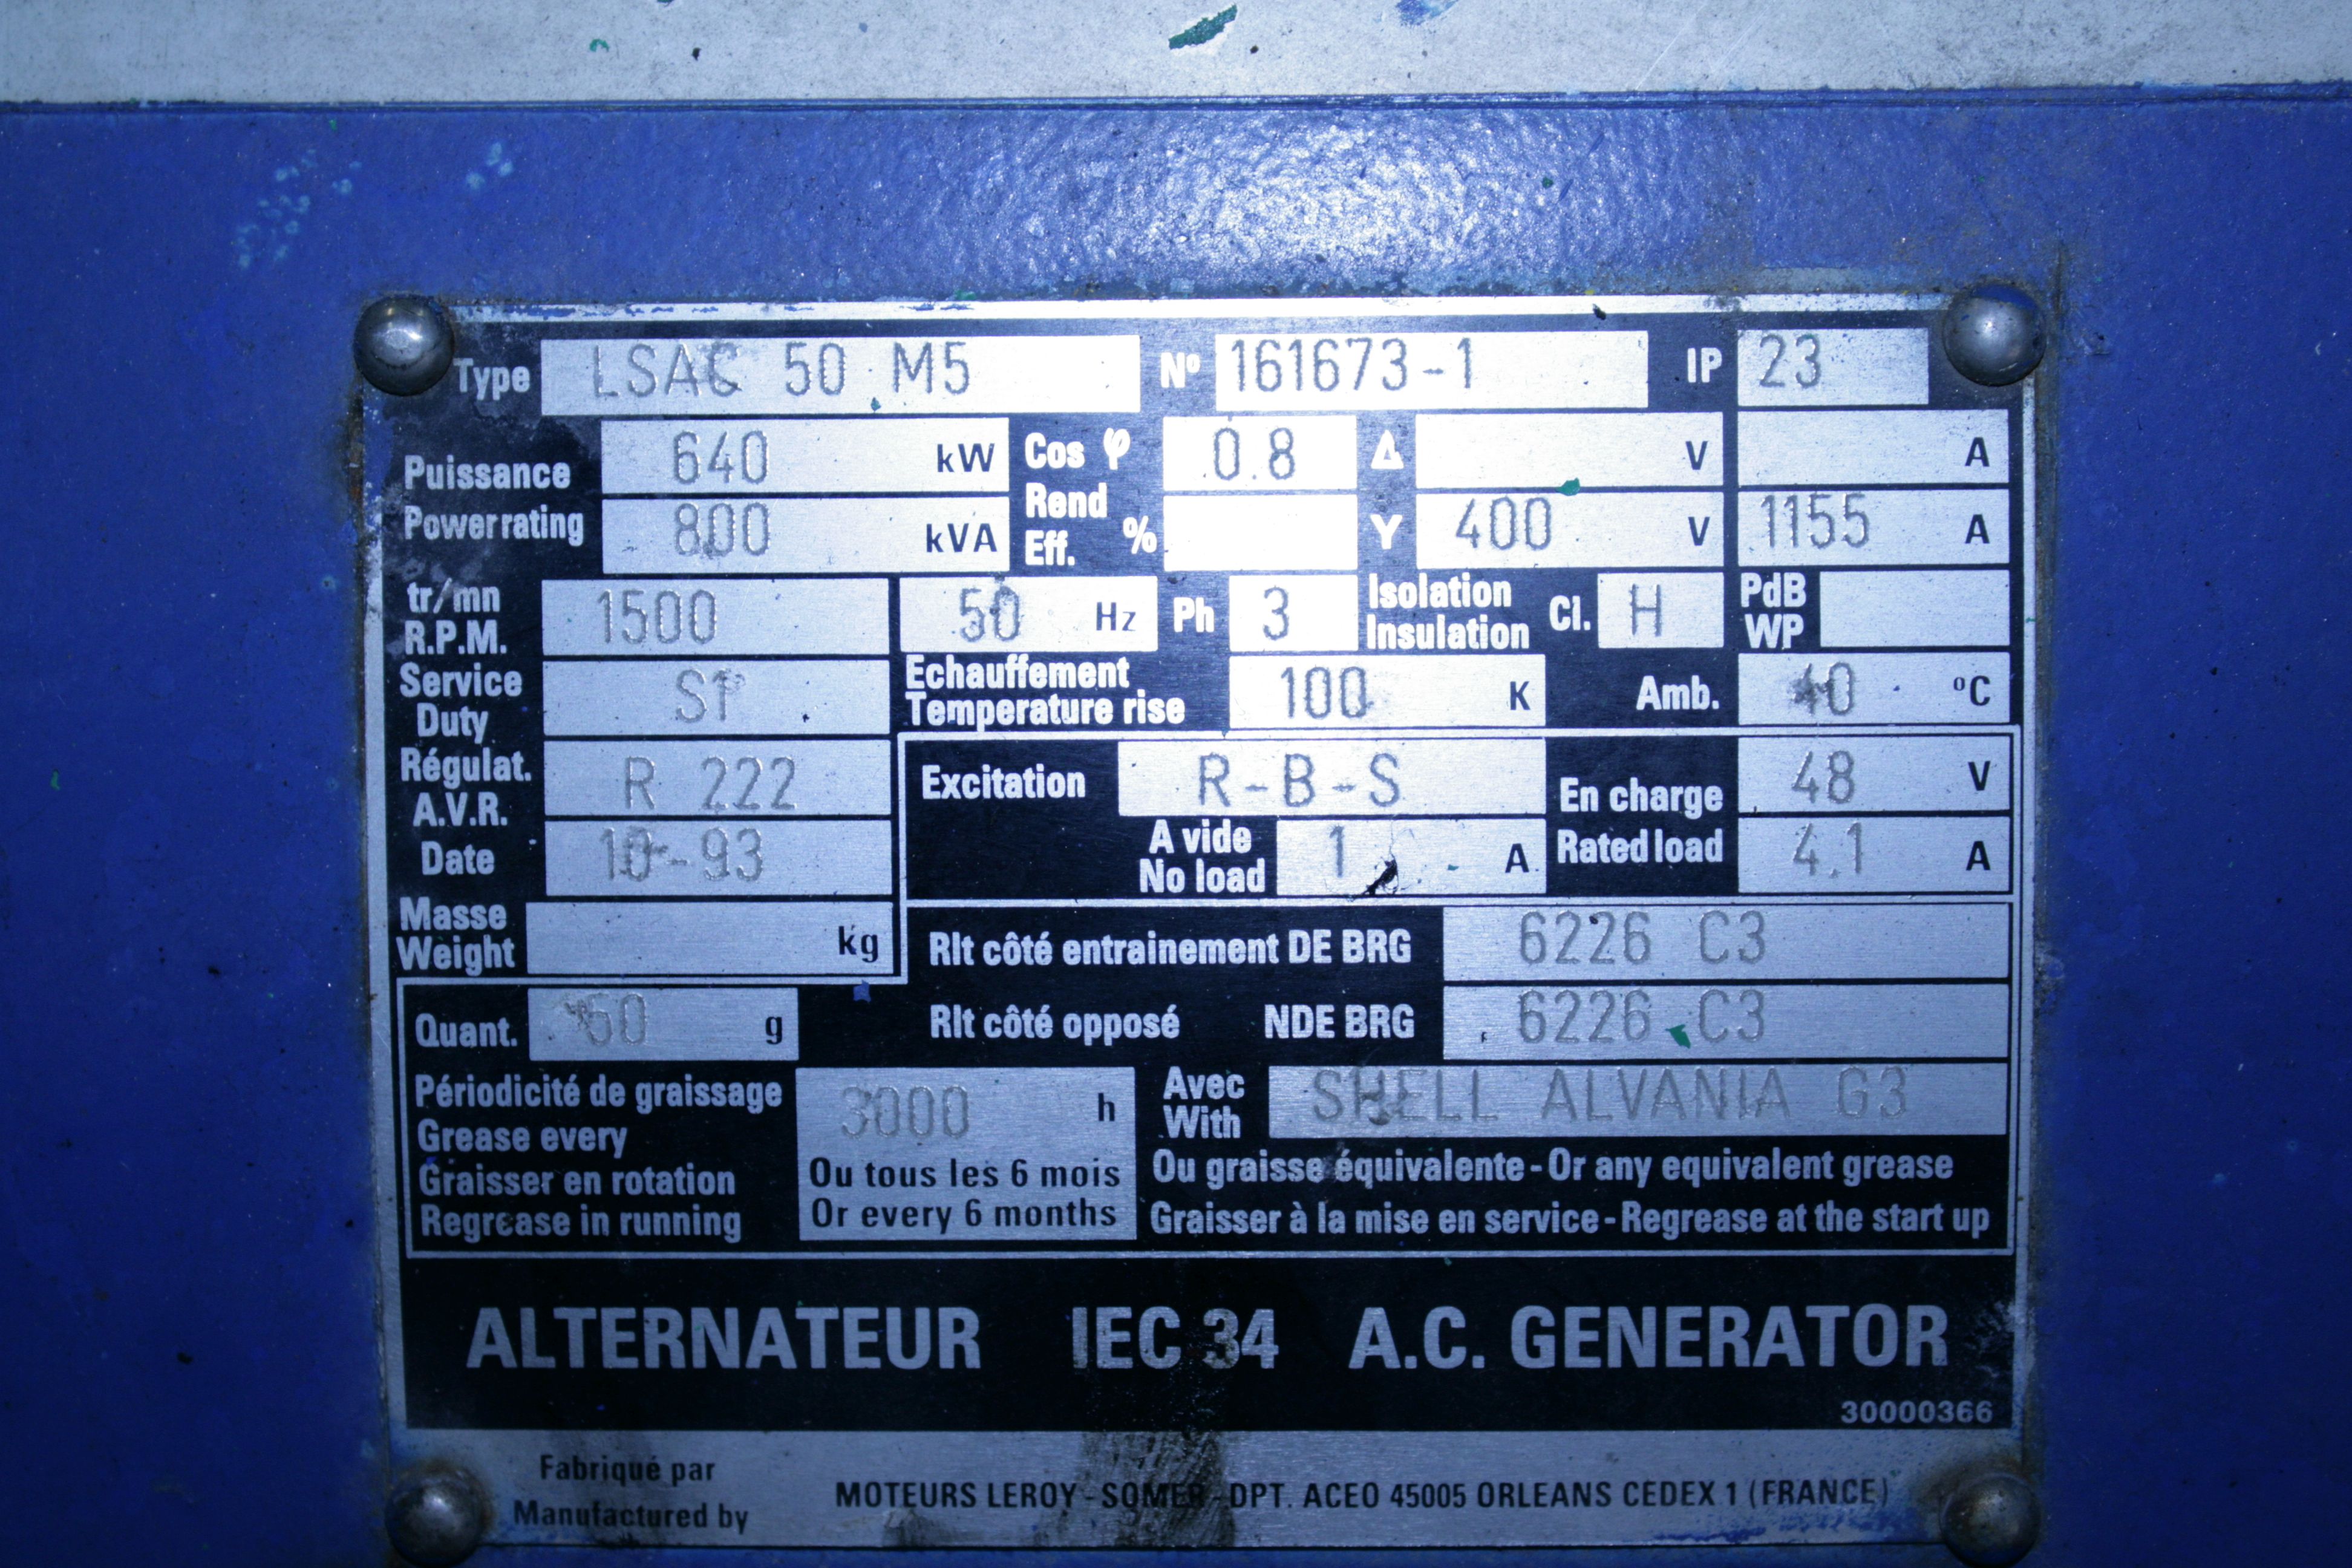 Type LSAC 50 M5 N° 161673-1 IP 23
Puissance 640 kW Cos φ 0.8 Δ V A
Power rating 800 kVA Rend Eff. % Y 400 V 1155 A
tr/mn R.P.M. 1500 50 Hz Ph 3 Isolation Insulation Cl. H PdB WP
Service Duty S1 Echauffement Temperature rise 100 K Amb. 40 °C
Régulat. A.V.R. R 222 Excitation R-B-S En charge Rated load 48 V
Date 10-93 A vide No load 1 A 4.1 A
Masse Weight kg Rlt côté entrainement DE BRG 6226 C3
Quant. 60 g Rlt côté opposé NDE BRG 6226 C3
Périodicité de graissage 3000 h Avec With SHELL ALVANIA G3
Grease every
Graisser en rotation Ou tous les 6 mois Ou graisse équivalente - Or any equivalent grease
Regrease in running Or every 6 months Graisser à la mise en service - Regrease at the start up
ALTERNATEUR IEC 34 A.C. GENERATOR
30000366
Fabriqué par
Manufactured by MOTEURS LEROY - SOMER - DPT. ACEO 45005 ORLEANS CEDEX 1 (FRANCE)